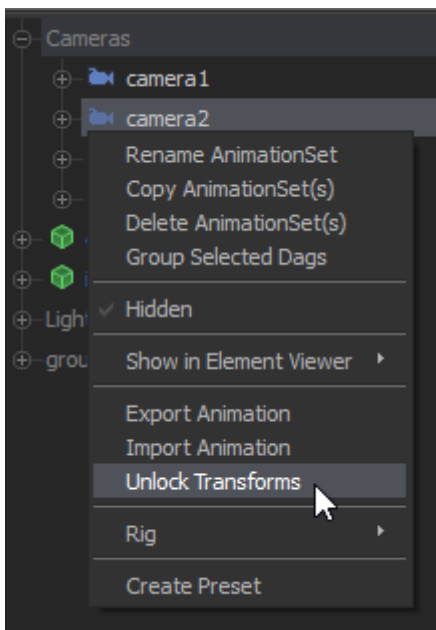 Cameras
camera1
camera2
Rename AnimationSet
Copy AnimationSet(s)
Delete AnimationSet(s)
Group Selected Dags
Hidden
Show in Element Viewer
Export Animation
Import Animation
Unlock Transforms
Rig
Create Preset